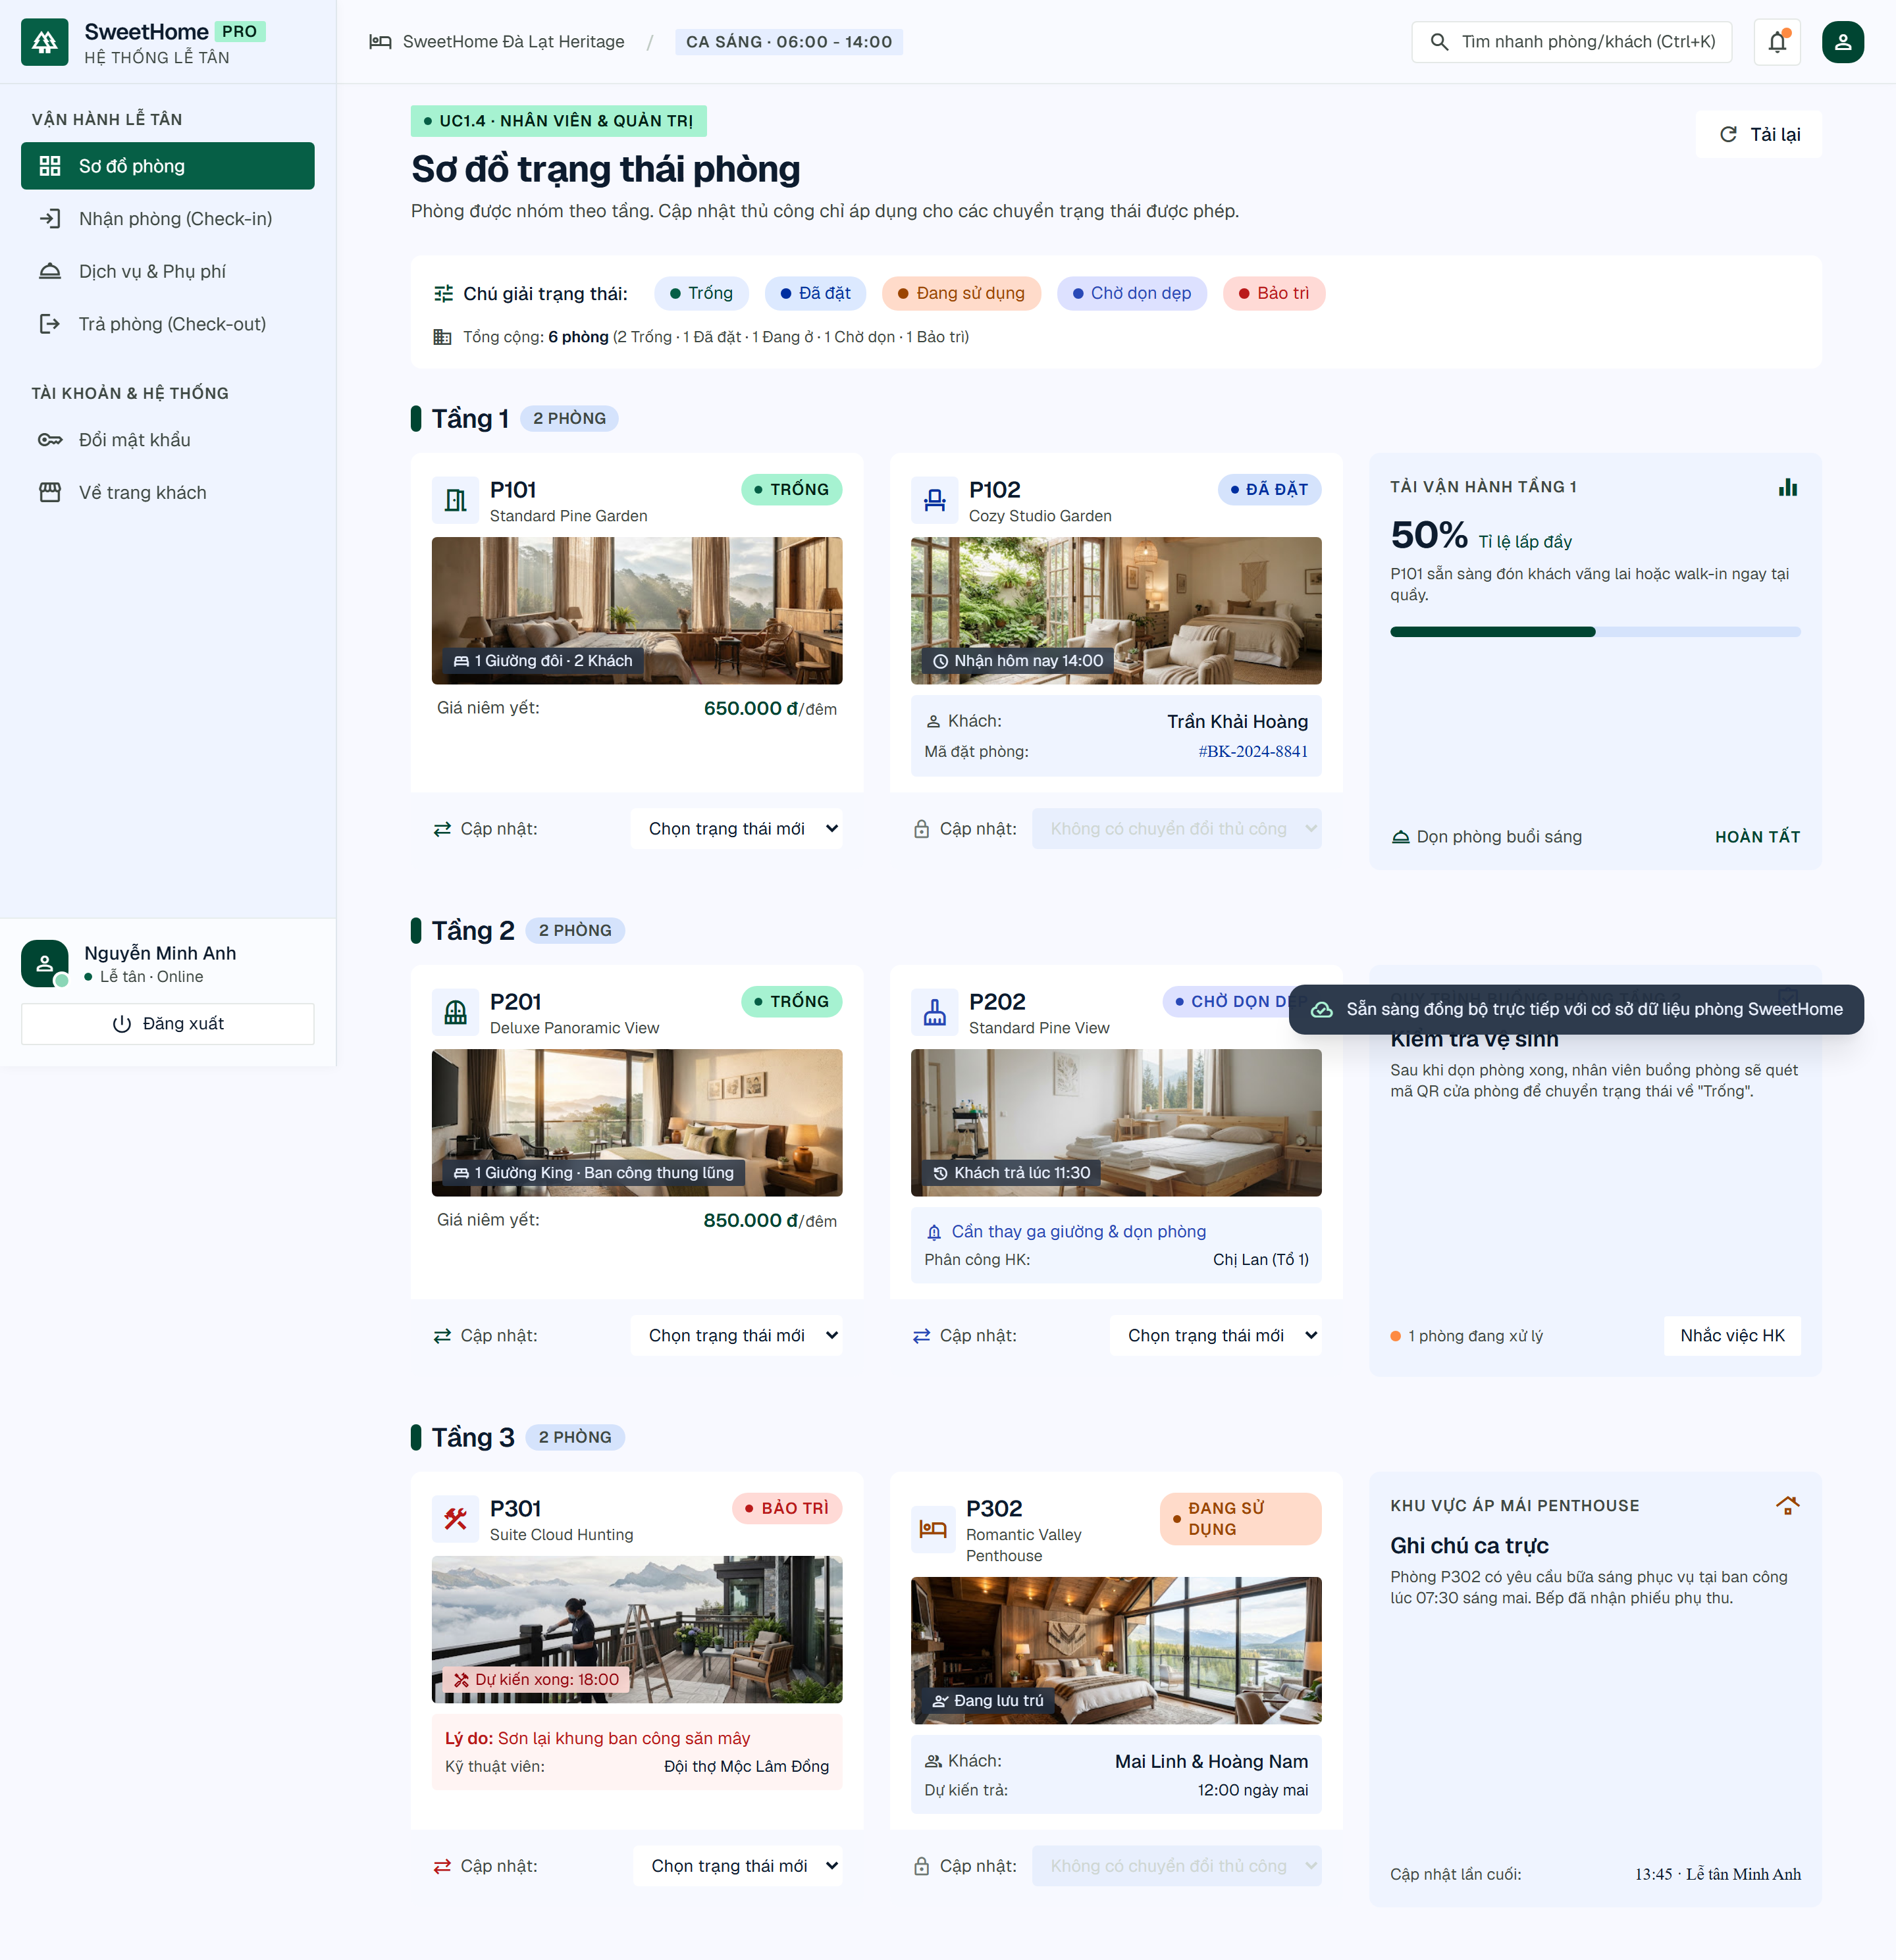 SweetHome PRO
HỆ THỐNG LỄ TÂN
SweetHome Đà Lạt Heritage / CA SÁNG · 06:00 - 14:00
Tìm nhanh phòng/khách (Ctrl+K)
VẬN HÀNH LỄ TÂN
Sơ đồ phòng
Nhận phòng (Check-in)
Dịch vụ & Phụ phí
Trả phòng (Check-out)
TÀI KHOẢN & HỆ THỐNG
Đổi mật khẩu
Về trang khách
Nguyễn Minh Anh
Lễ tân · Online
Đăng xuất
UC1.4 · NHÂN VIÊN & QUẢN TRỊ
Tải lại
Sơ đồ trạng thái phòng
Phòng được nhóm theo tầng. Cập nhật thủ công chỉ áp dụng cho các chuyển trạng thái được phép.
Chú giải trạng thái: Trống Đã đặt Đang sử dụng Chờ dọn dẹp Bảo trì
Tổng cộng: 6 phòng (2 Trống · 1 Đã đặt · 1 Đang ở · 1 Chờ dọn · 1 Bảo trì)
Tầng 1 2 PHÒNG
P101 TRỐNG
Standard Pine Garden
1 Giường đôi · 2 Khách
Giá niêm yết: 650.000 đ/đêm
Cập nhật: Chọn trạng thái mới
P102 ĐÃ ĐẶT
Cozy Studio Garden
Nhận hôm nay 14:00
Khách: Trần Khải Hoàng
Mã đặt phòng: #BK-2024-8841
Cập nhật: Không có chuyển đổi thủ công
TẢI VẬN HÀNH TẦNG 1
50% Tỉ lệ lấp đầy
P101 sẵn sàng đón khách vãng lai hoặc walk-in ngay tại
quầy.
Dọn phòng buổi sáng HOÀN TẤT
Tầng 2 2 PHÒNG
P201 TRỐNG
Deluxe Panoramic View
1 Giường King · Ban công thung lũng
Giá niêm yết: 850.000 đ/đêm
Cập nhật: Chọn trạng thái mới
P202 CHỜ DỌN DẸP
Standard Pine View
Khách trả lúc 11:30
Cần thay ga giường & dọn phòng
Phân công HK: Chị Lan (Tổ 1)
Cập nhật: Chọn trạng thái mới
Sẵn sàng đồng bộ trực tiếp với cơ sở dữ liệu phòng SweetHome
Kiểm tra vệ sinh
Sau khi dọn phòng xong, nhân viên buồng phòng sẽ quét
mã QR cửa phòng để chuyển trạng thái về "Trống".
1 phòng đang xử lý Nhắc việc HK
Tầng 3 2 PHÒNG
P301 BẢO TRÌ
Suite Cloud Hunting
Dự kiến xong: 18:00
Lý do: Sơn lại khung ban công săn mây
Kỹ thuật viên: Đội thợ Mộc Lâm Đồng
Cập nhật: Chọn trạng thái mới
P302 ĐANG SỬ
DỤNG
Romantic Valley
Penthouse
Đang lưu trú
Khách: Mai Linh & Hoàng Nam
Dự kiến trả: 12:00 ngày mai
Cập nhật: Không có chuyển đổi thủ công
KHU VỰC ÁP MÁI PENTHOUSE
Ghi chú ca trực
Phòng P302 có yêu cầu bữa sáng phục vụ tại ban công
lúc 07:30 sáng mai. Bếp đã nhận phiếu phụ thu.
Cập nhật lần cuối: 13:45 · Lễ tân Minh Anh